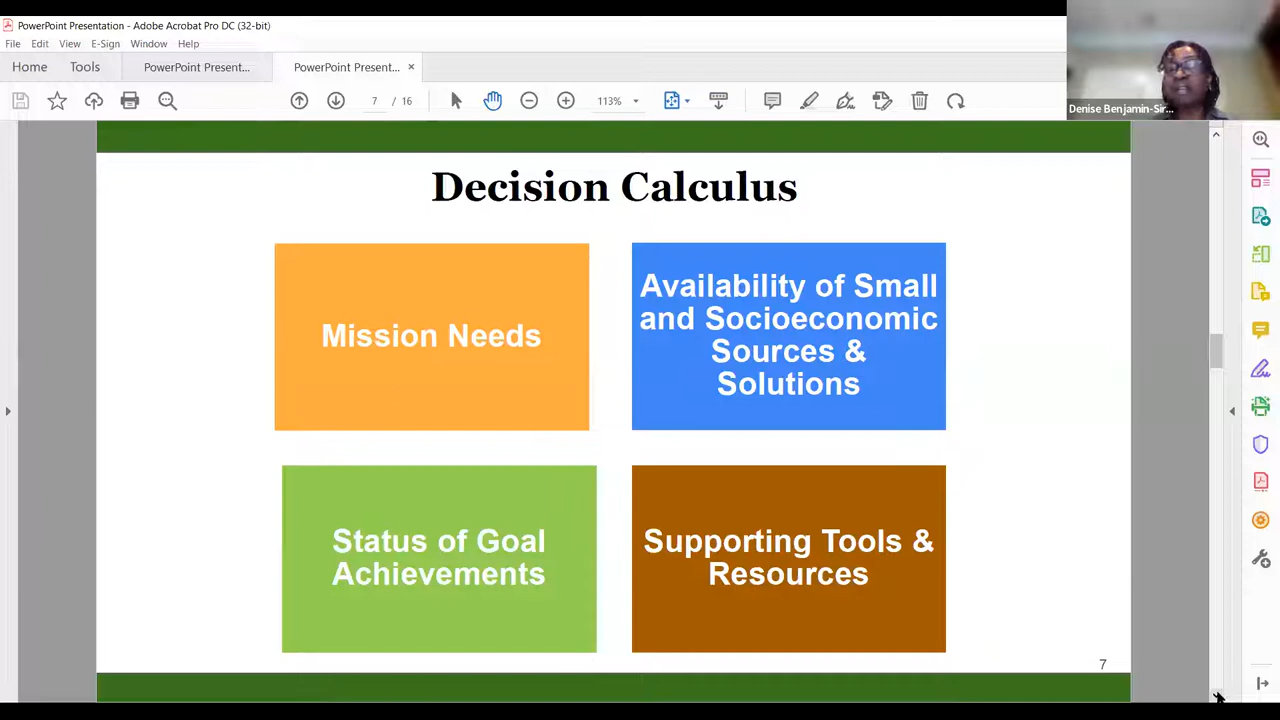 PowerPoint Presentation - Adobe Acrobat Pro DC (32-bit)
File Edit View E-Sign Window Help
Home Tools PowerPoint Present... PowerPoint Present... ×
7 / 16 113%
Denise Benjamin-Sir...
Decision Calculus
Mission Needs
Availability of Small
and Socioeconomic
Sources &
Solutions
Status of Goal
Achievements
Supporting Tools &
Resources
7